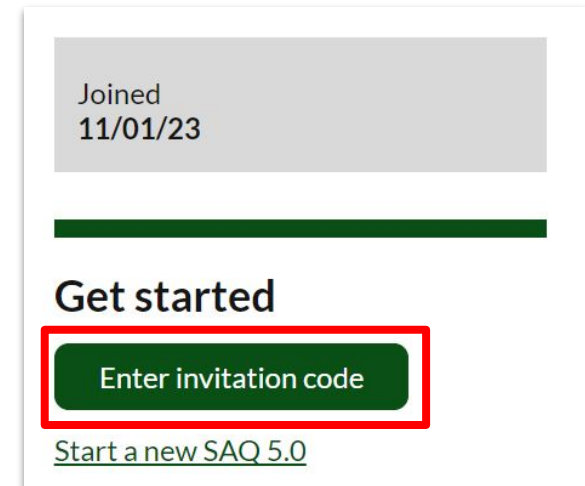 Joined
11/01/23
Get started
Enter invitation code
Start a new SAQ 5.0